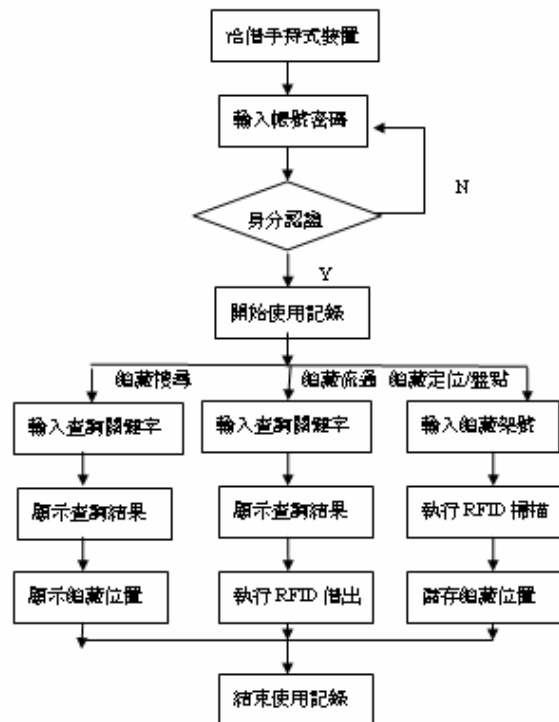 洽借手持式裝置
輸入帳號密碼
N
身分認證
Y
開始使用記錄
館藏搜尋
館藏流通
館藏定位/盤點
輸入查詢關鍵字
輸入查詢關鍵字
輸入館藏架號
顯示查詢結果
顯示查詢結果
執行 RFID 掃描
顯示館藏位置
執行 RFID 借出
儲存館藏位置
結束使用記錄